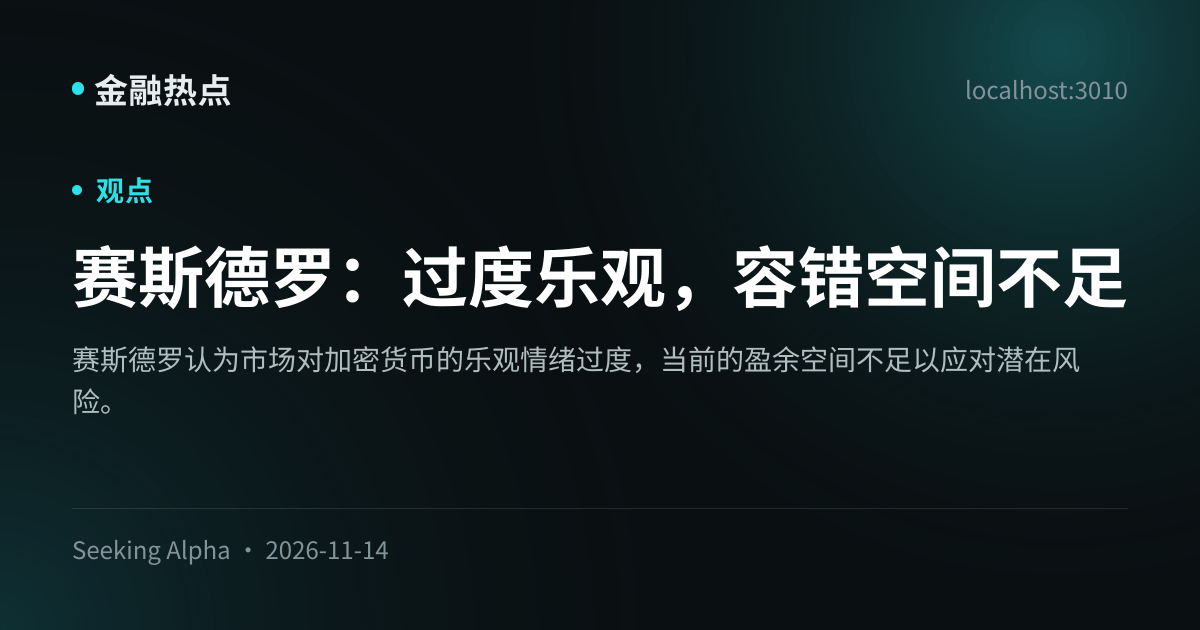 金融热点
localhost:3010
观点
赛斯德罗：过度乐观，容错空间不足
赛斯德罗认为市场对加密货币的乐观情绪过度，当前的盈余空间不足以应对潜在风
险。
Seeking Alpha · 2026-11-14